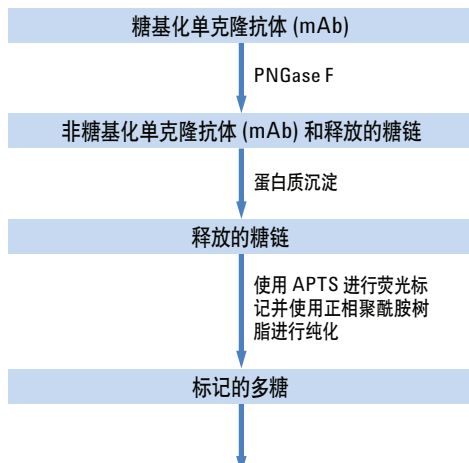 糖基化单克隆抗体 (mAb)
PNGase F
非糖基化单克隆抗体 (mAb) 和释放的糖链
蛋白质沉淀
释放的糖链
使用 APTS 进行荧光标
记并使用正相聚酰胺树
脂进行纯化
标记的多糖